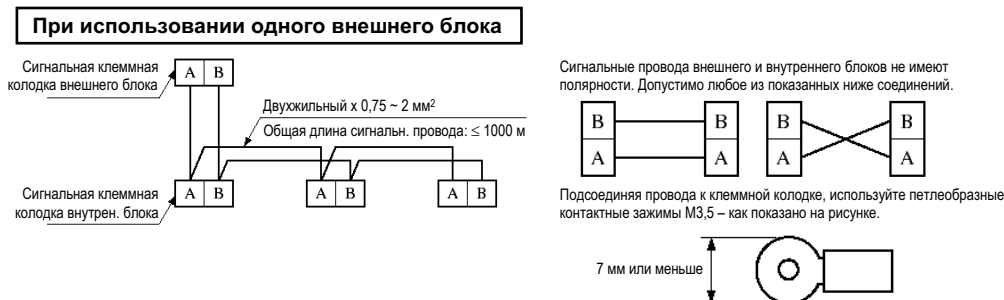 При использовании одного внешнего блока
Сигнальная клеммная
колодка внешнего блока
A B
Двухжильный x 0,75 ~ 2 мм²
Общая длина сигнальн. провода: ≤ 1000 м
Сигнальная клеммная
колодка внутрен. блока
A B
A B
A B
Сигнальные провода внешнего и внутреннего блоков не имеют
полярности. Допустимо любое из показанных ниже соединений.
B B B B
A A A A
Подсоединяя провода к клеммной колодке, используйте петлеобразные
контактные зажимы М3,5 – как показано на рисунке.
7 мм или меньше